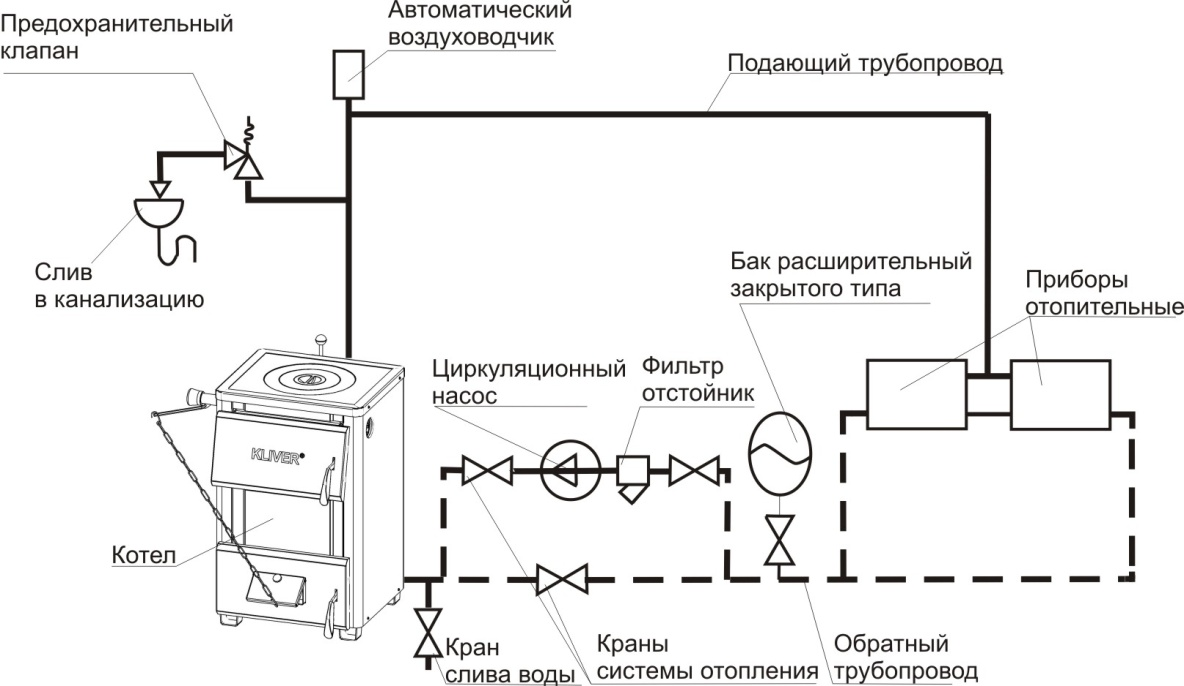 Автоматический
воздуховодчик
Предохранительный
клапан
Подающий трубопровод
Слив
в канализацию
Бак расширительный
закрытого типа
Приборы
отопительные
Циркуляционный
насос
Фильтр
отстойник
KLIVER®
Котел
Кран
слива воды
Краны
системы отопления
Обратный
трубопровод